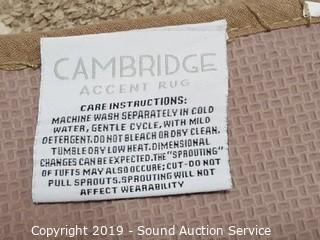 CAMBRIDGE
ACCENT RUG
CARE INSTRUCTIONS:
MACHINE WASH SEPARATELY IN COLD
WATER, GENTLE CYCLE, WITH MILD
DETERGENT. DO NOT BLEACH OR DRY CLEAN.
TUMBLE DRY LOW HEAT. DIMENSIONAL
CHANGES CAN BE EXPECTED. THE "SPROUTING"
OF TUFTS MAY ALSO OCCUR; CUT-DO NOT
PULL SPROUTS. SPROUTING WILL NOT
AFFECT WEARABILITY
Copyright 2019 - Sound Auction Service